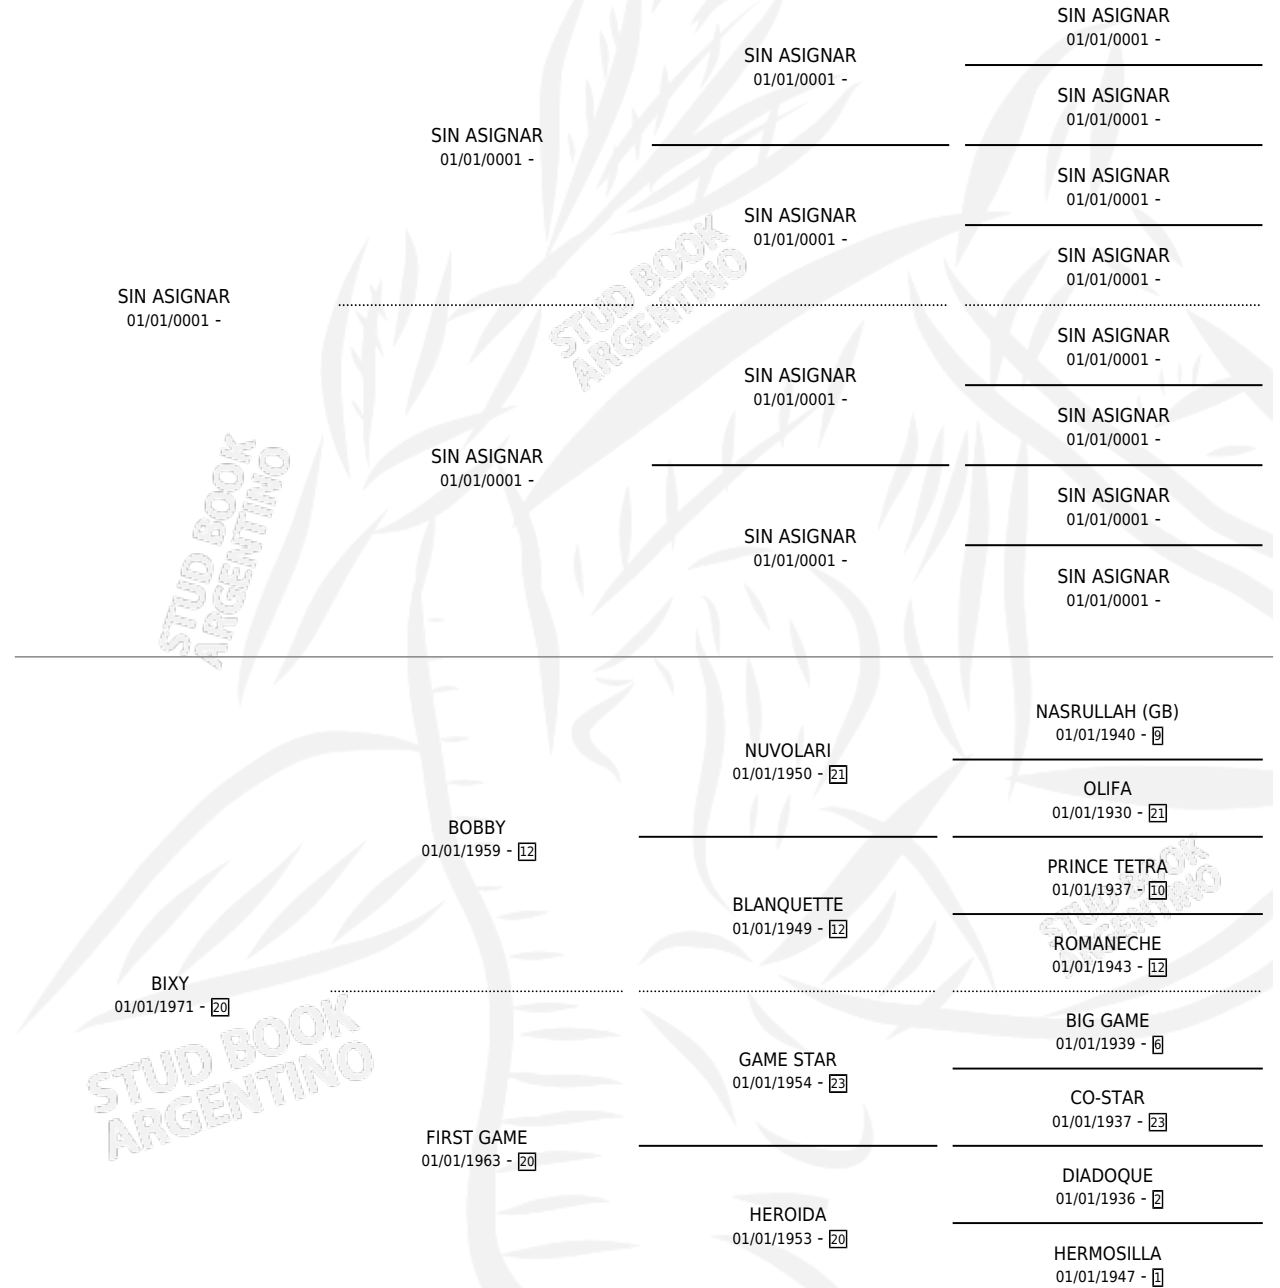 SIN ASIGNAR
01/01/0001 -
SIN ASIGNAR
01/01/0001 -
SIN ASIGNAR
01/01/0001 -
SIN ASIGNAR
01/01/0001 -
SIN ASIGNAR
01/01/0001 -
SIN ASIGNAR
01/01/0001 -
SIN ASIGNAR
01/01/0001 -
SIN ASIGNAR
01/01/0001 -
STUD BOOK
ARGENTINO
SIN ASIGNAR
01/01/0001 -
SIN ASIGNAR
01/01/0001 -
SIN ASIGNAR
01/01/0001 -
SIN ASIGNAR
01/01/0001 -
SIN ASIGNAR
01/01/0001 -
SIN ASIGNAR
01/01/0001 -
SIN ASIGNAR
01/01/0001 -
STUD BOOK
ARGENTINO
NASRULLAH (GB)
01/01/1940 - 9
NUVOLARI
01/01/1950 - 21
OLIFA
01/01/1930 - 21
BOBBY
01/01/1959 - 12
PRINCE TETRA
01/01/1937 - 10
BLANQUETTE
01/01/1949 - 12
ROMANECHE
01/01/1943 - 12
STUD BOOK
ARGENTINO
BIXY
01/01/1971 - 20
BIG GAME
01/01/1939 - 6
GAME STAR
01/01/1954 - 23
CO-STAR
01/01/1937 - 23
STUD BOOK
ARGENTINO
FIRST GAME
01/01/1963 - 20
DIADOQUE
01/01/1936 - 2
HEROIDA
01/01/1953 - 20
HERMOSILLA
01/01/1947 - 1